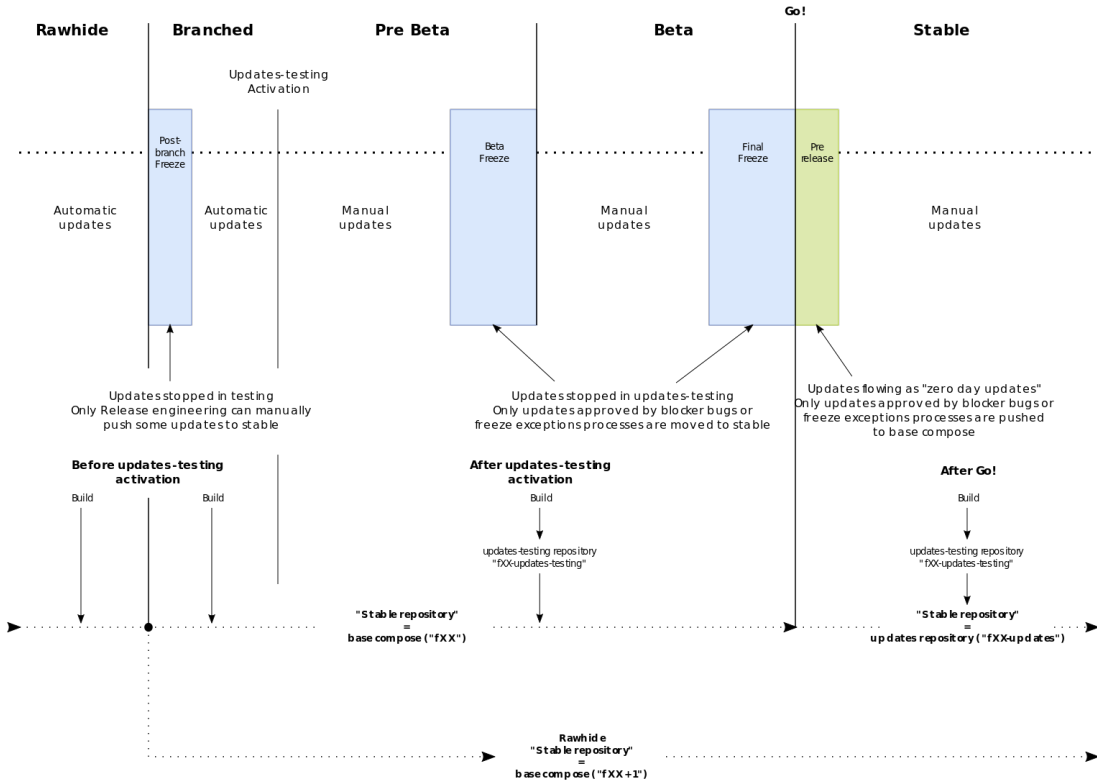 Go!
Rawhide
Branched
Pre Beta
Beta
Stable
Updates-testing
Activation
Post-
branch
Freeze
Beta
Freeze
Final
Freeze
Pre
release
Automatic
updates
Automatic
updates
Manual
updates
Manual
updates
Manual
updates
Updates stopped in testing
Only Release engineering can manually
push some updates to stable
Updates stopped in updates-testing
Only updates approved by blocker bugs or
freeze exceptions processes are moved to stable
Updates flowing as "zero day updates"
Only updates approved by blocker bugs or
freeze exceptions processes are pushed
to base compose
Before updates-testing
activation
After updates-testing
activation
After Go!
Build
Build
Build
Build
updates-testing repository
"fXX-updates-testing"
updates-testing repository
"fXX-updates-testing"
"Stable repository"
=
base compose ("fXX")
"Stable repository"
=
updates repository ("fXX-updates")
Rawhide
"Stable repository"
=
base compose ("fXX+1")